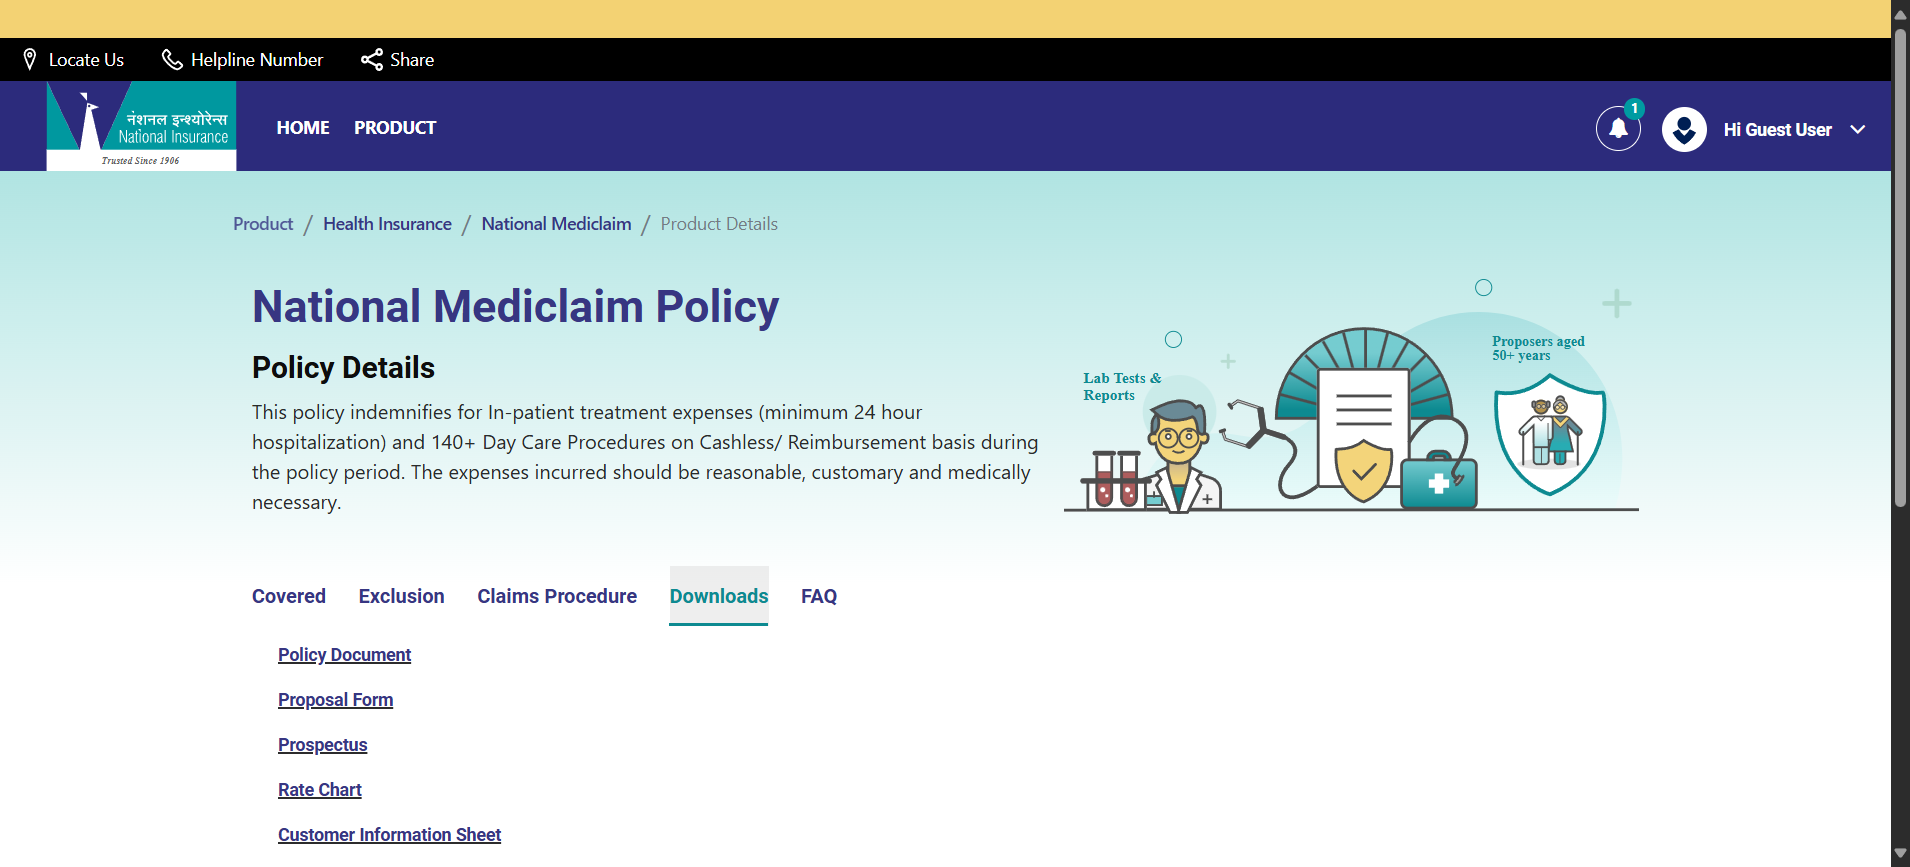 Locate Us
Helpline Number
Share
नेशनल इन्श्योरेन्स
National Insurance
Trusted Since 1906
HOME
PRODUCT
1
Hi Guest User
Product / Health Insurance / National Mediclaim / Product Details
National Mediclaim Policy
Policy Details
This policy indemnifies for In-patient treatment expenses (minimum 24 hour
hospitalization) and 140+ Day Care Procedures on Cashless/ Reimbursement basis during
the policy period. The expenses incurred should be reasonable, customary and medically
necessary.
Lab Tests &
Reports
Proposers aged
50+ years
Covered
Exclusion
Claims Procedure
Downloads
FAQ
Policy Document
Proposal Form
Prospectus
Rate Chart
Customer Information Sheet